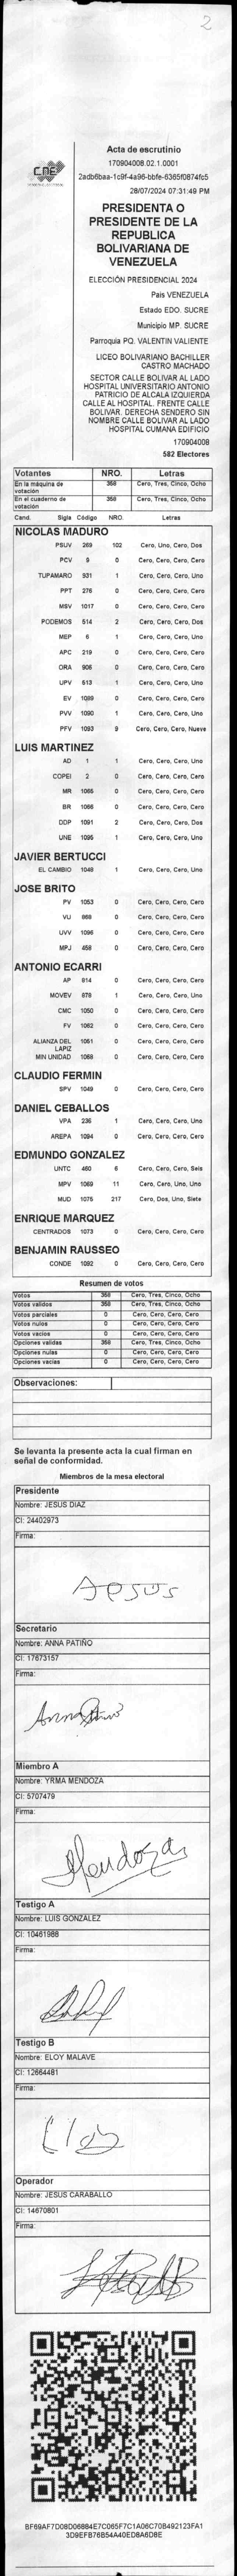 2
CNE
Acta de escrutinio
170904008.02.1.0001
2adb6baa-1c9f-4a96-bbfe-6365f0874fc5
28/07/2024 07:31:49 PM
PRESIDENTA O
PRESIDENTE DE LA
REPUBLICA
BOLIVARIANA DE
VENEZUELA
ELECCIÓN PRESIDENCIAL 2024
Pais VENEZUELA
Estado EDO. SUCRE
Municipio MP. SUCRE
Parroquia PQ. VALENTIN VALIENTE
LICEO BOLIVARIANO BACHILLER
CASTRO MACHADO
SECTOR CALLE BOLIVAR AL LADO
HOSPITAL UNIVERSITARIO ANTONIO
PATRICIO DE ALCALA IZQUIERDA
CALLE AL HOSPITAL. FRENTE CALLE
BOLIVAR. DERECHA SENDERO SIN
NOMBRE CALLE BOLIVAR AL LADO
HOSPITAL CUMANA EDIFICIO
170904008
582 Electores
Votantes NRO. Letras
En la máquina de votación 358 Cero, Tres, Cinco, Ocho
En el cuaderno de votación 358 Cero, Tres, Cinco, Ocho
Cand. Sigla Código NRO. Letras
NICOLAS MADURO
PSUV 269 102 Cero, Uno, Cero, Dos
PCV 9 0 Cero, Cero, Cero, Cero
TUPAMARO 931 1 Cero, Cero, Cero, Uno
PPT 276 0 Cero, Cero, Cero, Cero
MSV 1017 0 Cero, Cero, Cero, Cero
PODEMOS 514 2 Cero, Cero, Cero, Dos
MEP 6 1 Cero, Cero, Cero, Uno
APC 219 0 Cero, Cero, Cero, Cero
ORA 906 0 Cero, Cero, Cero, Cero
UPV 513 1 Cero, Cero, Cero, Uno
EV 1089 0 Cero, Cero, Cero, Cero
PVV 1090 1 Cero, Cero, Cero, Uno
PFV 1093 9 Cero, Cero, Cero, Nueve
LUIS MARTINEZ
AD 1 1 Cero, Cero, Cero, Uno
COPEI 2 0 Cero, Cero, Cero, Cero
MR 1065 0 Cero, Cero, Cero, Cero
BR 1066 0 Cero, Cero, Cero, Cero
DDP 1091 2 Cero, Cero, Cero, Dos
UNE 1095 1 Cero, Cero, Cero, Uno
JAVIER BERTUCCI
EL CAMBIO 1048 1 Cero, Cero, Cero, Uno
JOSE BRITO
PV 1053 0 Cero, Cero, Cero, Cero
VU 868 0 Cero, Cero, Cero, Cero
UVV 1096 0 Cero, Cero, Cero, Cero
MPJ 458 0 Cero, Cero, Cero, Cero
ANTONIO ECARRI
AP 914 0 Cero, Cero, Cero, Cero
MOVEV 678 1 Cero, Cero, Cero, Uno
CMC 1050 0 Cero, Cero, Cero, Cero
FV 1062 0 Cero, Cero, Cero, Cero
ALIANZA DEL LAPIZ 1051 0 Cero, Cero, Cero, Cero
MIN UNIDAD 1068 0 Cero, Cero, Cero, Cero
CLAUDIO FERMIN
SPV 1049 0 Cero, Cero, Cero, Cero
DANIEL CEBALLOS
VPA 236 1 Cero, Cero, Cero, Uno
AREPA 1094 0 Cero, Cero, Cero, Cero
EDMUNDO GONZALEZ
UNTC 460 6 Cero, Cero, Cero, Seis
MPV 1069 11 Cero, Cero, Uno, Uno
MUD 1075 217 Cero, Dos, Uno, Siete
ENRIQUE MARQUEZ
CENTRADOS 1073 0 Cero, Cero, Cero, Cero
BENJAMIN RAUSSEO
CONDE 1092 0 Cero, Cero, Cero, Cero
Resumen de votos
Votos 358 Cero, Tres, Cinco, Ocho
Votos validos 358 Cero, Tres, Cinco, Ocho
Votos parciales 0 Cero, Cero, Cero, Cero
Votos nulos 0 Cero, Cero, Cero, Cero
Votos vacios 0 Cero, Cero, Cero, Cero
Opciones validas 358 Cero, Tres, Cinco, Ocho
Opciones nulas 0 Cero, Cero, Cero, Cero
Opciones vacias 0 Cero, Cero, Cero, Cero
Observaciones:
Se levanta la presente acta la cual firman en
señal de conformidad.
Miembros de la mesa electoral
Presidente
Nombre: JESUS DIAZ
CI: 24402973
Firma:
Jesus
Secretario
Nombre: ANNA PATIÑO
CI: 17673157
Firma:
Anna Patiño
Miembro A
Nombre: YRMA MENDOZA
CI: 5707479
Firma:
Mendoza
Testigo A
Nombre: LUIS GONZALEZ
CI: 10461988
Firma:
Testigo B
Nombre: ELOY MALAVE
CI: 12664481
Firma:
Eloy
Operador
Nombre: JESUS CARABALLO
CI: 14670801
Firma:
BF69AF7D08D06884E7C065F7C1A06C70B492123FA1
3D9EFB76B54A40ED8A6D8E